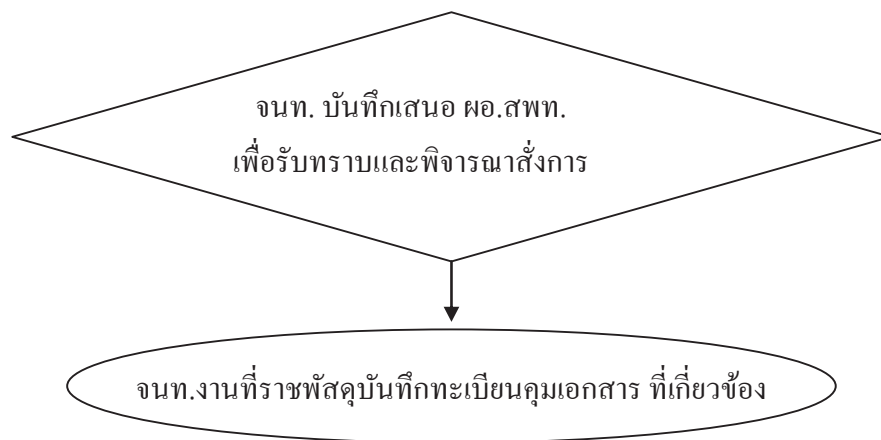 จนท. บันทึกเสนอ ผอ.สพท.
เพื่อรับทราบและพิจารณาสั่งการ
จนท.งานที่ราชพัสดุบันทึกทะเบียนคุมเอกสาร ที่เกี่ยวข้อง